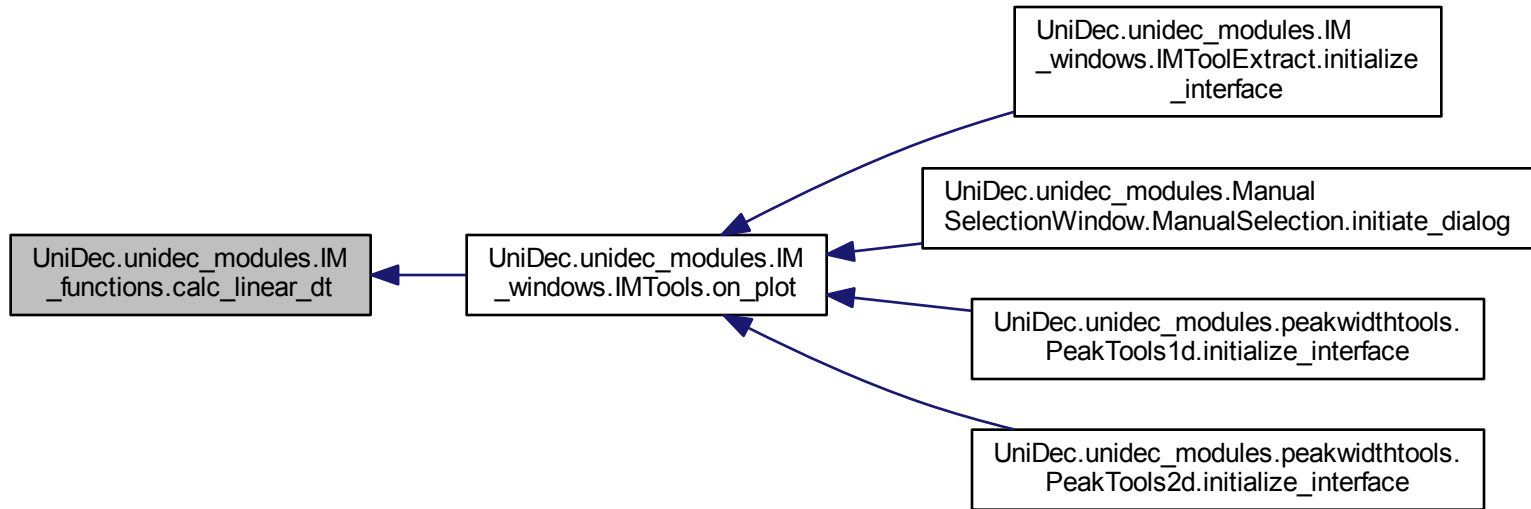 UniDec.unidec_modules.IM
_functions.calc_linear_dt
UniDec.unidec_modules.IM
_windows.IMTools.on_plot
UniDec.unidec_modules.IM
_windows.IMToolExtract.initialize
_interface
UniDec.unidec_modules.Manual
SelectionWindow.ManualSelection.initiate_dialog
UniDec.unidec_modules.peakwidthtools.
PeakTools1d.initialize_interface
UniDec.unidec_modules.peakwidthtools.
PeakTools2d.initialize_interface